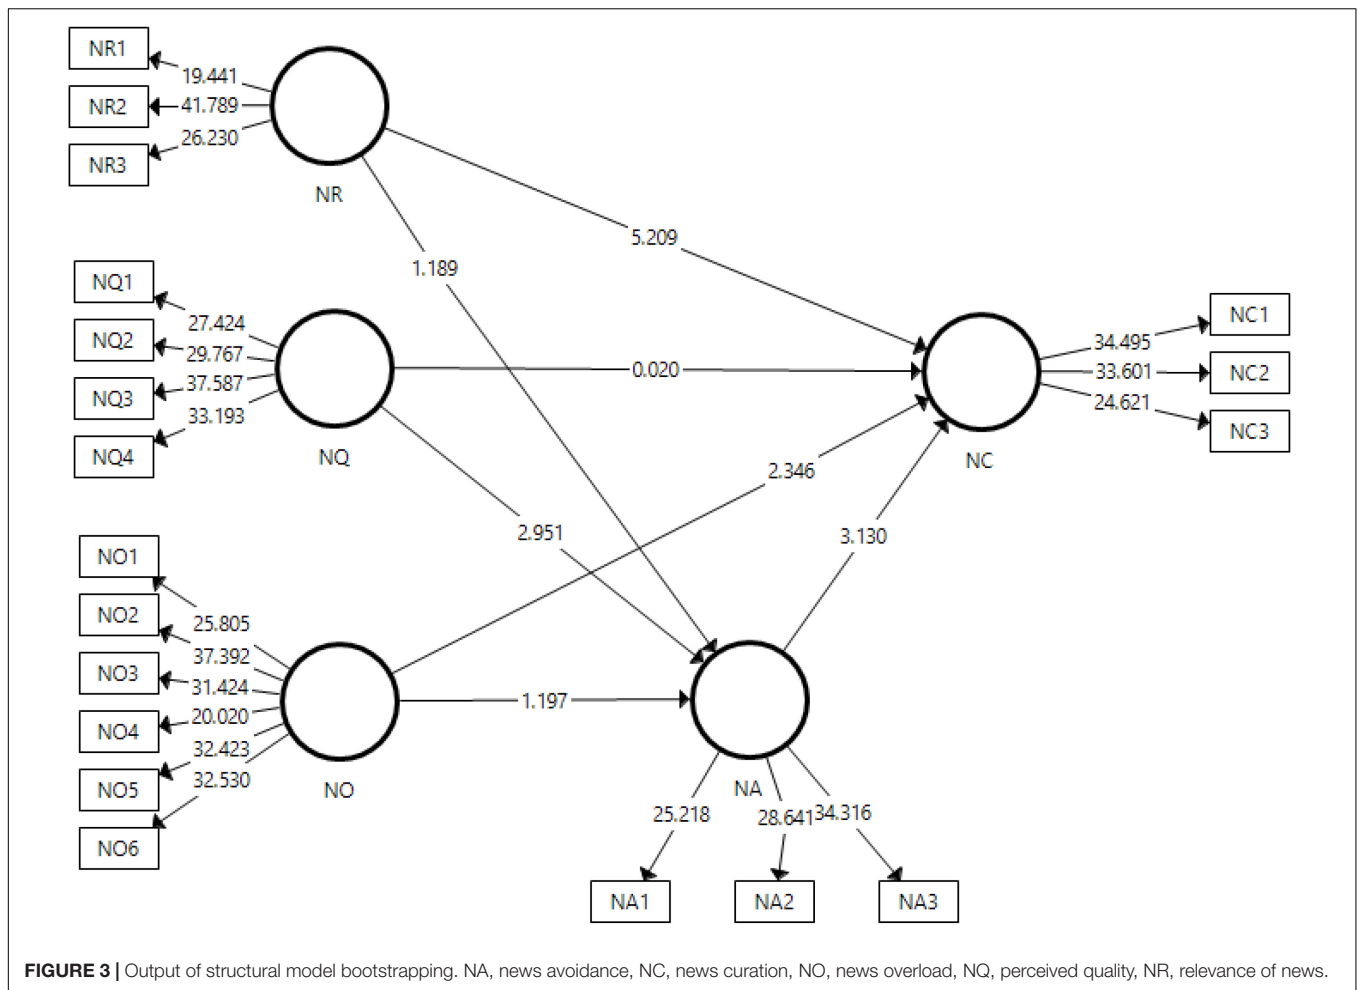 NR1
19.441
NR2
41.789
26.230
NR3
NR
5.209
1.189
NQ1
27.424
NQ2
29.767
NQ3
37.587
33.193
NQ4
NQ
0.020
NC1
34.495
33.601
NC2
24.621
NC3
NC
2.346
2.951
3.130
NO1
25.805
NO2
37.392
NO3
31.424
20.020
NO4
32.423
NO5
32.530
NO6
NO
1.197
NA
25.218
28.641
34.316
NA1
NA2
NA3
FIGURE 3 | Output of structural model bootstrapping. NA, news avoidance, NC, news curation, NO, news overload, NQ, perceived quality, NR, relevance of news.